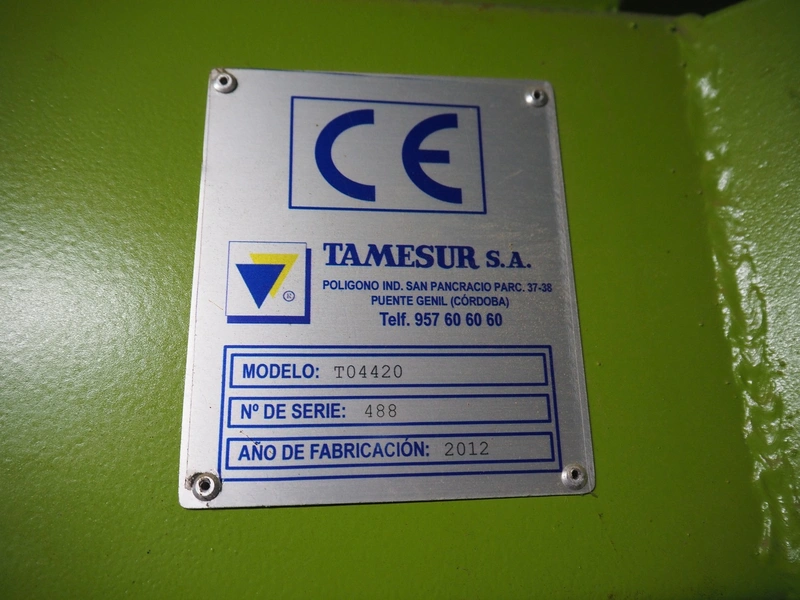 CE
TAMESUR S.A.
POLIGONO IND. SAN PANCRACIO PARC. 37-38
PUENTE GENIL (CÓRDOBA)
®
Telf. 957 60 60 60
MODELO: T04420
Nº DE SERIE: 488
AÑO DE FABRICACIÓN: 2012